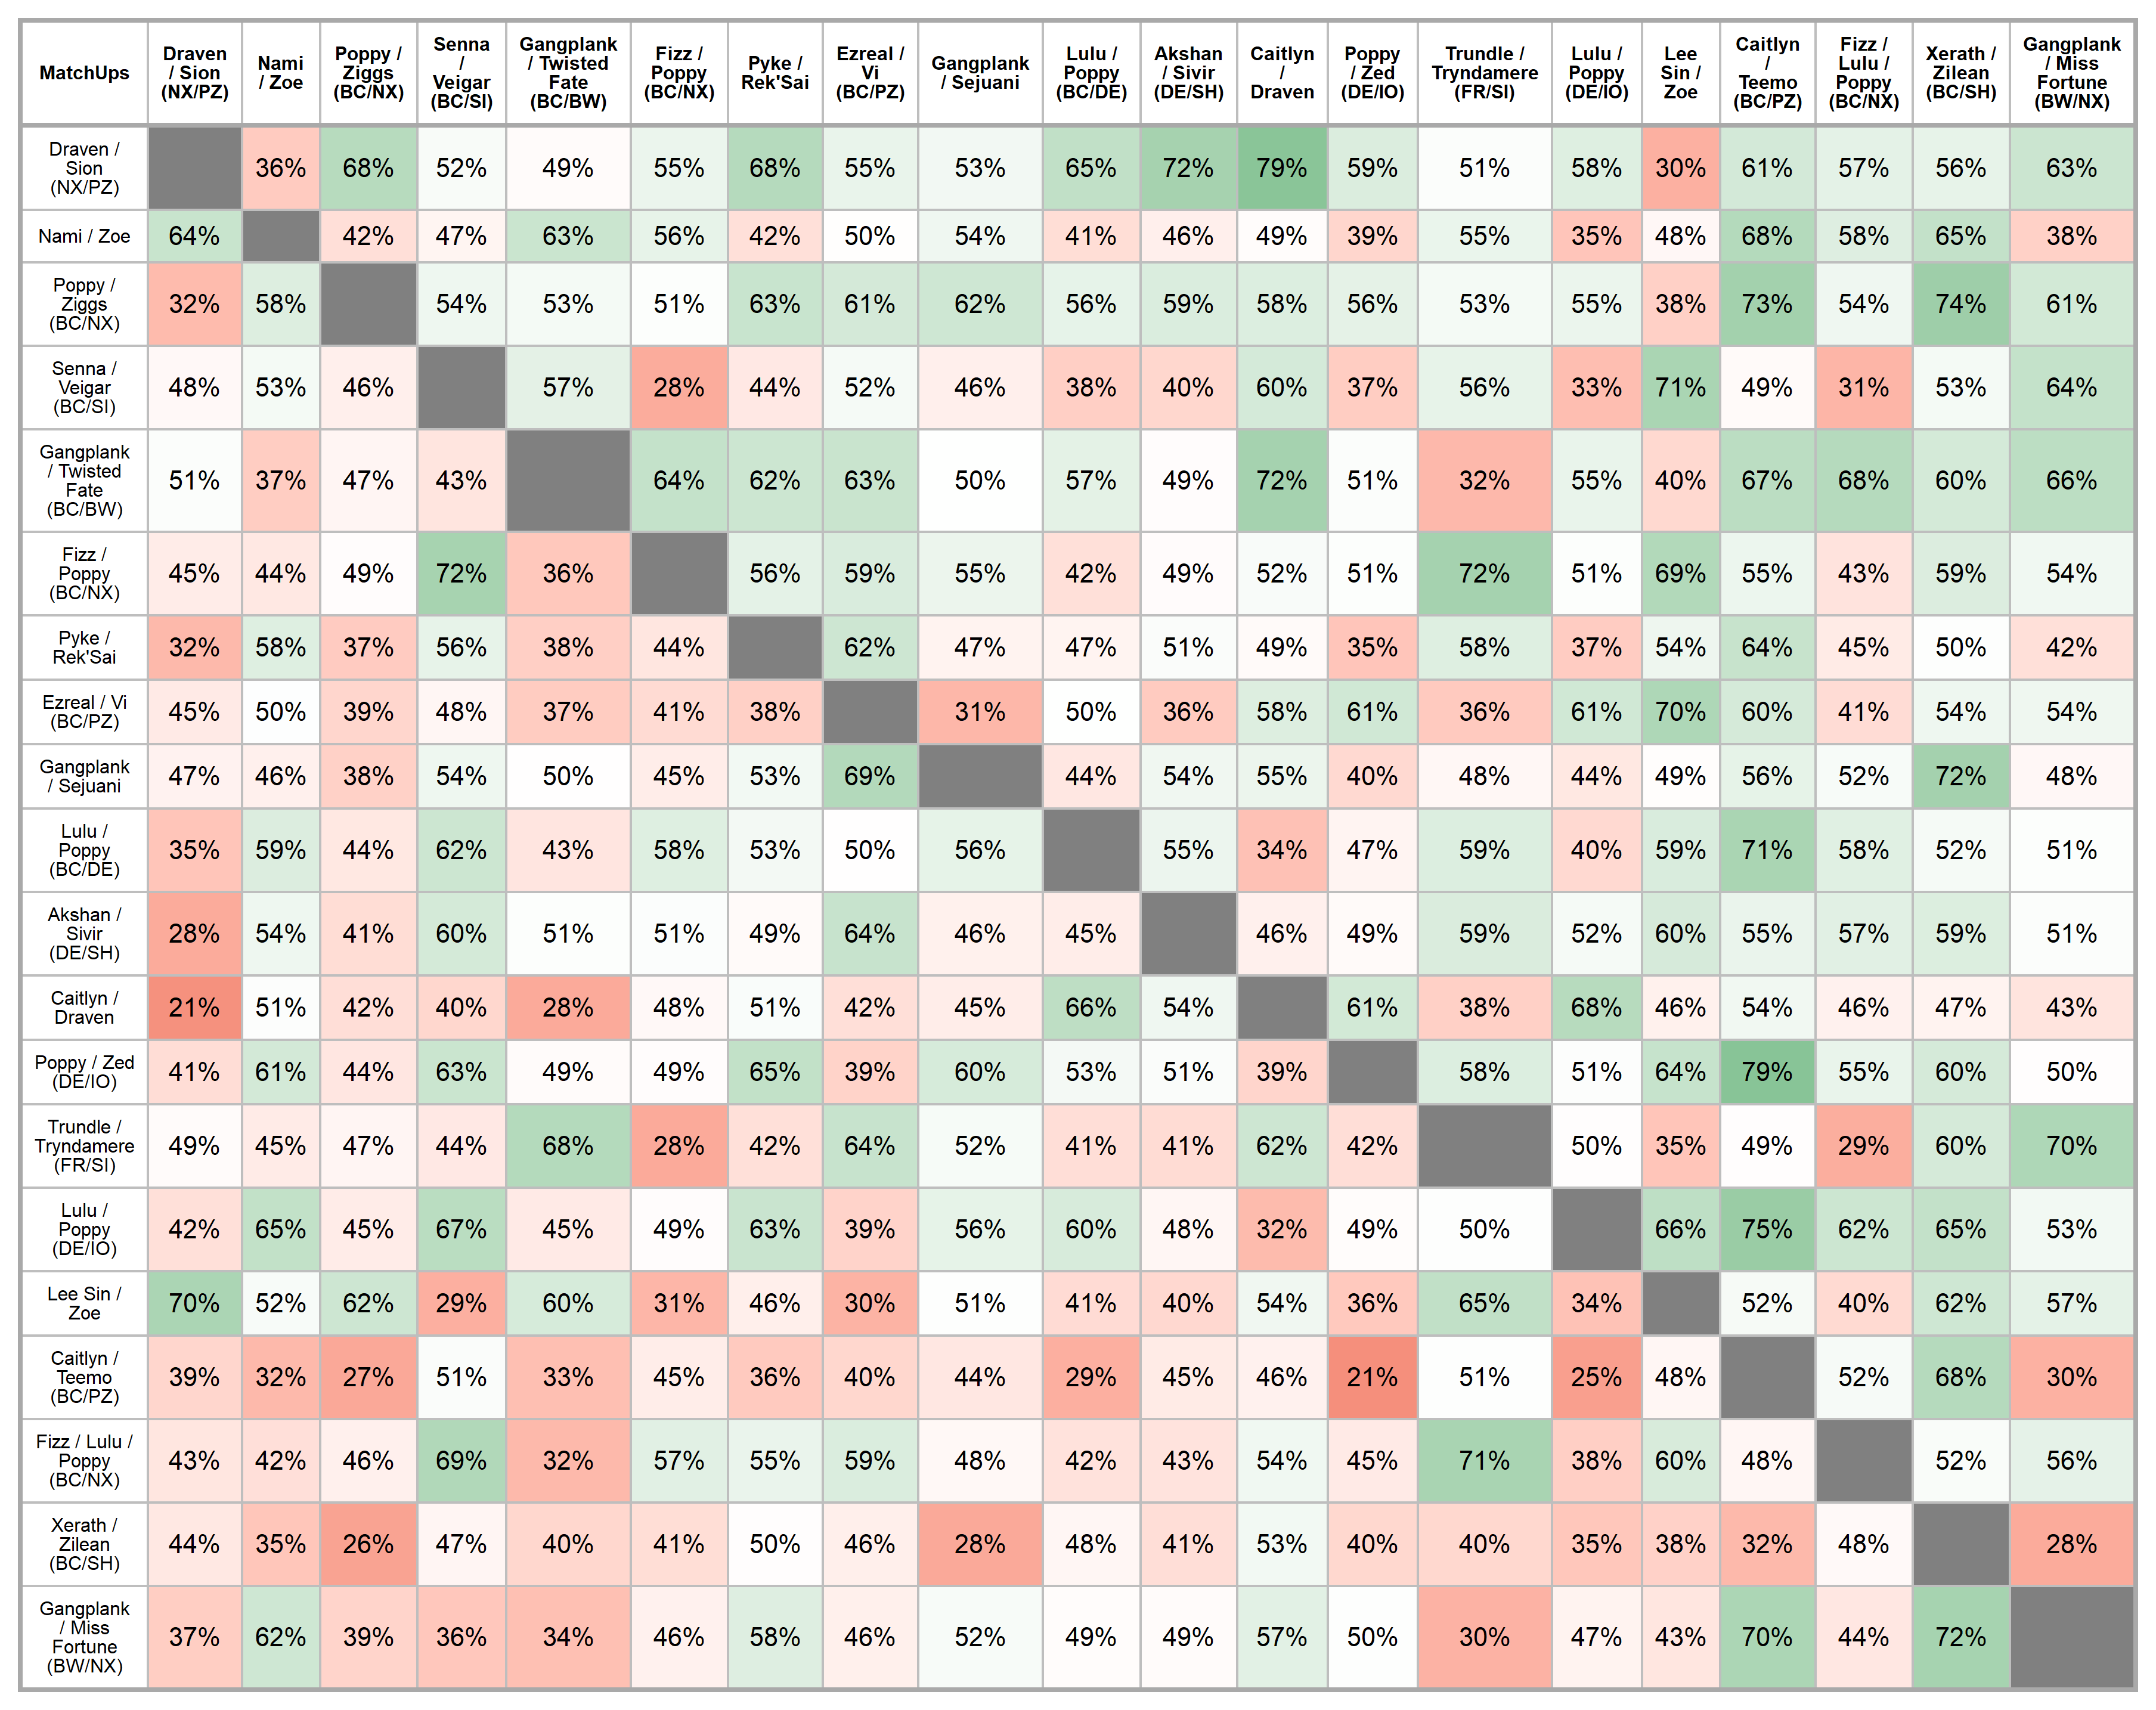 MatchUps Draven / Sion (NX/PZ) Nami / Zoe Poppy / Ziggs (BC/NX) Senna / Veigar (BC/SI) Gangplank / Twisted Fate (BC/BW) Fizz / Poppy (BC/NX) Pyke / Rek'Sai Ezreal / Vi (BC/PZ) Gangplank / Sejuani Lulu / Poppy (BC/DE) Akshan / Sivir (DE/SH) Caitlyn / Draven Poppy / Zed (DE/IO) Trundle / Tryndamere (FR/SI) Lulu / Poppy (DE/IO) Lee Sin / Zoe Caitlyn / Teemo (BC/PZ) Fizz / Lulu / Poppy (BC/NX) Xerath / Zilean (BC/SH) Gangplank / Miss Fortune (BW/NX)
Draven / Sion (NX/PZ) 36% 68% 52% 49% 55% 68% 55% 53% 65% 72% 79% 59% 51% 58% 30% 61% 57% 56% 63%
Nami / Zoe 64% 42% 47% 63% 56% 42% 50% 54% 41% 46% 49% 39% 55% 35% 48% 68% 58% 65% 38%
Poppy / Ziggs (BC/NX) 32% 58% 54% 53% 51% 63% 61% 62% 56% 59% 58% 56% 53% 55% 38% 73% 54% 74% 61%
Senna / Veigar (BC/SI) 48% 53% 46% 57% 28% 44% 52% 46% 38% 40% 60% 37% 56% 33% 71% 49% 31% 53% 64%
Gangplank / Twisted Fate (BC/BW) 51% 37% 47% 43% 64% 62% 63% 50% 57% 49% 72% 51% 32% 55% 40% 67% 68% 60% 66%
Fizz / Poppy (BC/NX) 45% 44% 49% 72% 36% 56% 59% 55% 42% 49% 52% 51% 72% 51% 69% 55% 43% 59% 54%
Pyke / Rek'Sai 32% 58% 37% 56% 38% 44% 62% 47% 47% 51% 49% 35% 58% 37% 54% 64% 45% 50% 42%
Ezreal / Vi (BC/PZ) 45% 50% 39% 48% 37% 41% 38% 31% 50% 36% 58% 61% 36% 61% 70% 60% 41% 54% 54%
Gangplank / Sejuani 47% 46% 38% 54% 50% 45% 53% 69% 44% 54% 55% 40% 48% 44% 49% 56% 52% 72% 48%
Lulu / Poppy (BC/DE) 35% 59% 44% 62% 43% 58% 53% 50% 56% 55% 34% 47% 59% 40% 59% 71% 58% 52% 51%
Akshan / Sivir (DE/SH) 28% 54% 41% 60% 51% 51% 49% 64% 46% 45% 46% 49% 59% 52% 60% 55% 57% 59% 51%
Caitlyn / Draven 21% 51% 42% 40% 28% 48% 51% 42% 45% 66% 54% 61% 38% 68% 46% 54% 46% 47% 43%
Poppy / Zed (DE/IO) 41% 61% 44% 63% 49% 49% 65% 39% 60% 53% 51% 39% 58% 51% 64% 79% 55% 60% 50%
Trundle / Tryndamere (FR/SI) 49% 45% 47% 44% 68% 28% 42% 64% 52% 41% 41% 62% 42% 50% 35% 49% 29% 60% 70%
Lulu / Poppy (DE/IO) 42% 65% 45% 67% 45% 49% 63% 39% 56% 60% 48% 32% 49% 50% 66% 75% 62% 65% 53%
Lee Sin / Zoe 70% 52% 62% 29% 60% 31% 46% 30% 51% 41% 40% 54% 36% 65% 34% 52% 40% 62% 57%
Caitlyn / Teemo (BC/PZ) 39% 32% 27% 51% 33% 45% 36% 40% 44% 29% 45% 46% 21% 51% 25% 48% 52% 68% 30%
Fizz / Lulu / Poppy (BC/NX) 43% 42% 46% 69% 32% 57% 55% 59% 48% 42% 43% 54% 45% 71% 38% 60% 48% 52% 56%
Xerath / Zilean (BC/SH) 44% 35% 26% 47% 40% 41% 50% 46% 28% 48% 41% 53% 40% 40% 35% 38% 32% 48% 28%
Gangplank / Miss Fortune (BW/NX) 37% 62% 39% 36% 34% 46% 58% 46% 52% 49% 49% 57% 50% 30% 47% 43% 70% 44% 72%